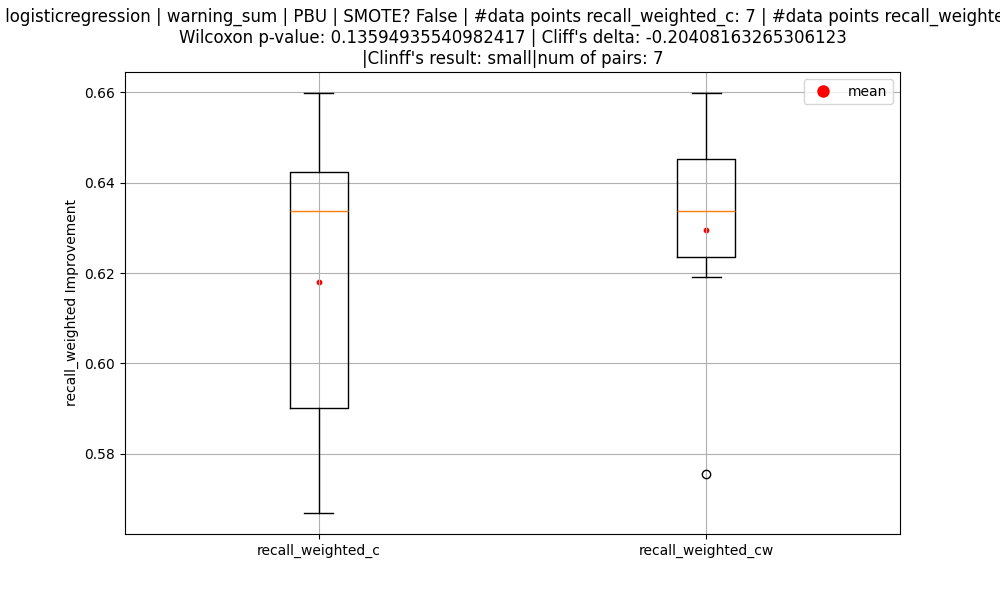 logisticregression | warning_sum | PBU | SMOTE? False | #data points recall_weighted_c: 7 | #data points
Wilcoxon p-value: 0.13594935540982417 | Cliff's delta: -0.20408163265306123
|Clinff's result: small|num of pairs: 7
mean
0.66
0.64
0.62
0.60
0.58
recall_weighted Improvement
recall_weighted_c
recall_weighted_cw